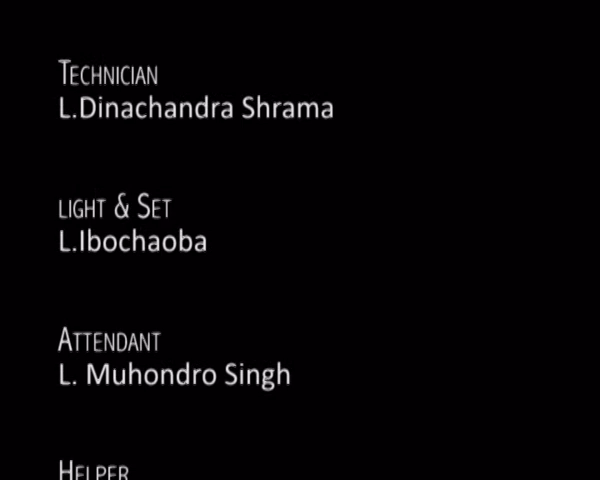 Technician
L.Dinachandra Shrama
light & Set
L.Ibochaoba
Attendant
L. Muhondro Singh
Helper